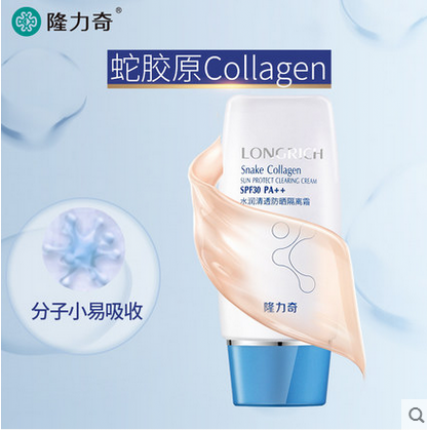 隆力奇®
蛇胶原Collagen
LONGRICH
Snake Collagen
SUN PROTECT CLEARING CREAM
SPF30 PA++
水润清透防晒隔离霜
分子小易吸收
隆力奇